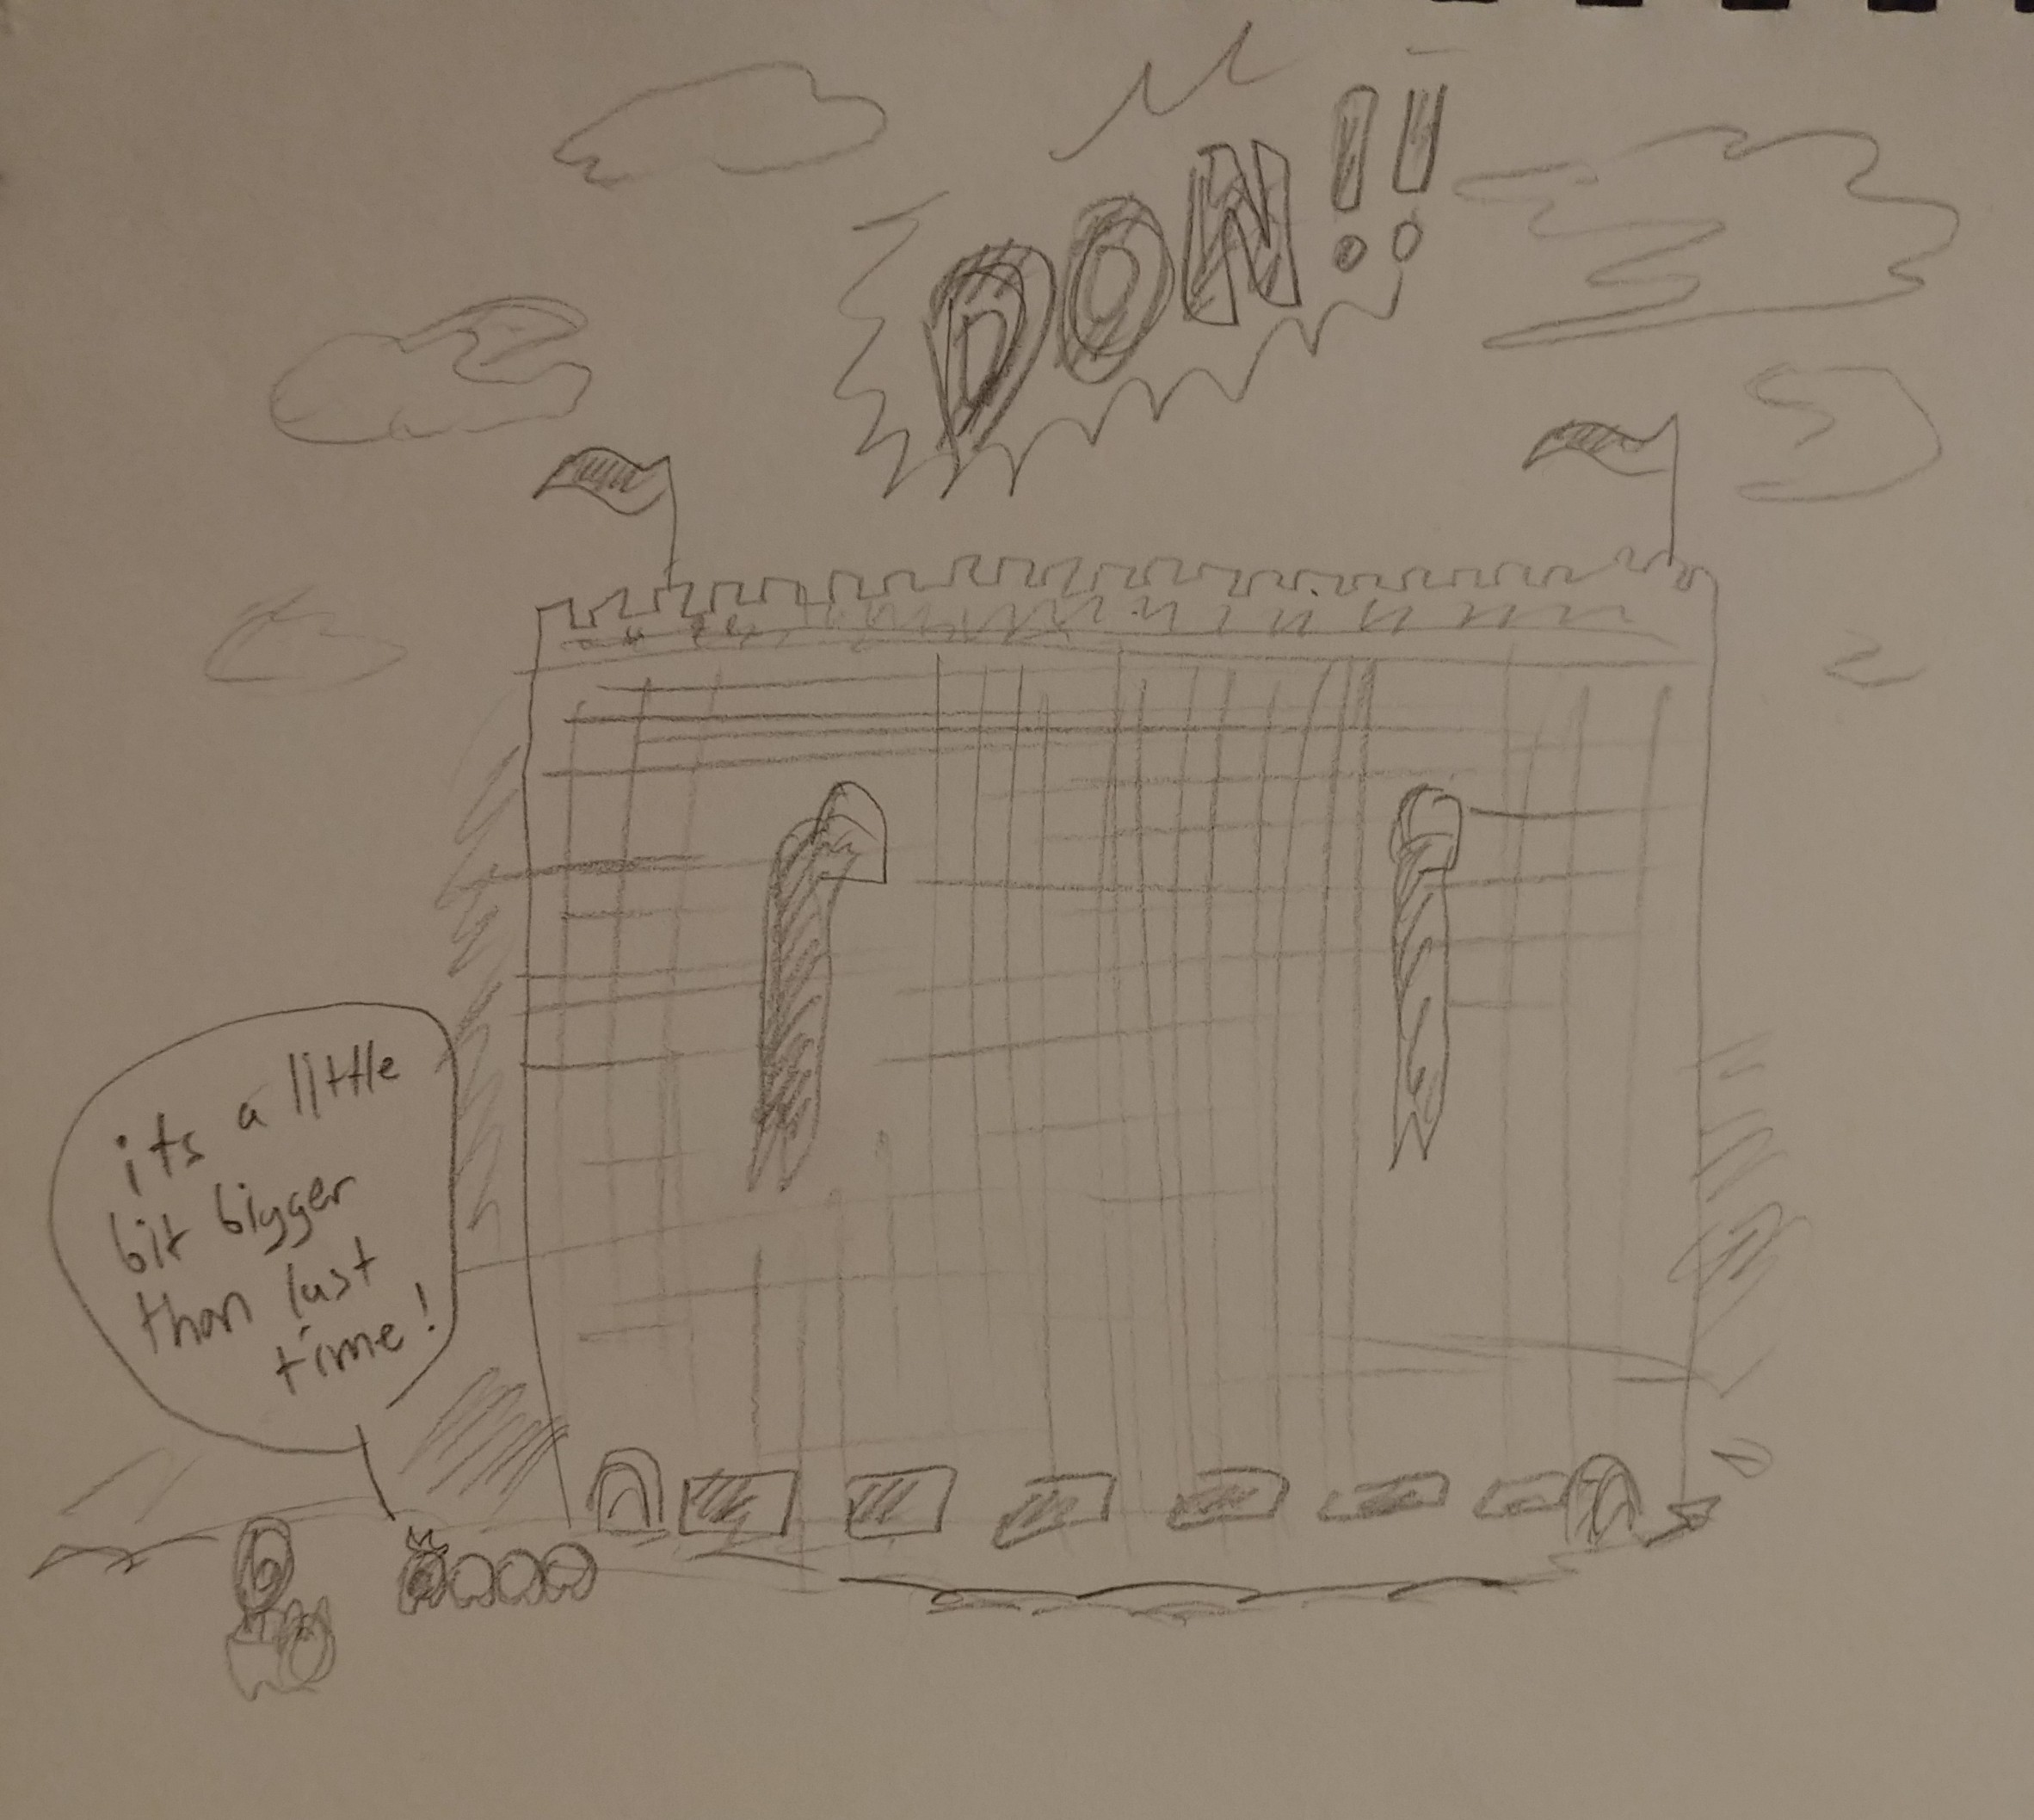 DON!!
its a little
bit bigger
than last
time!